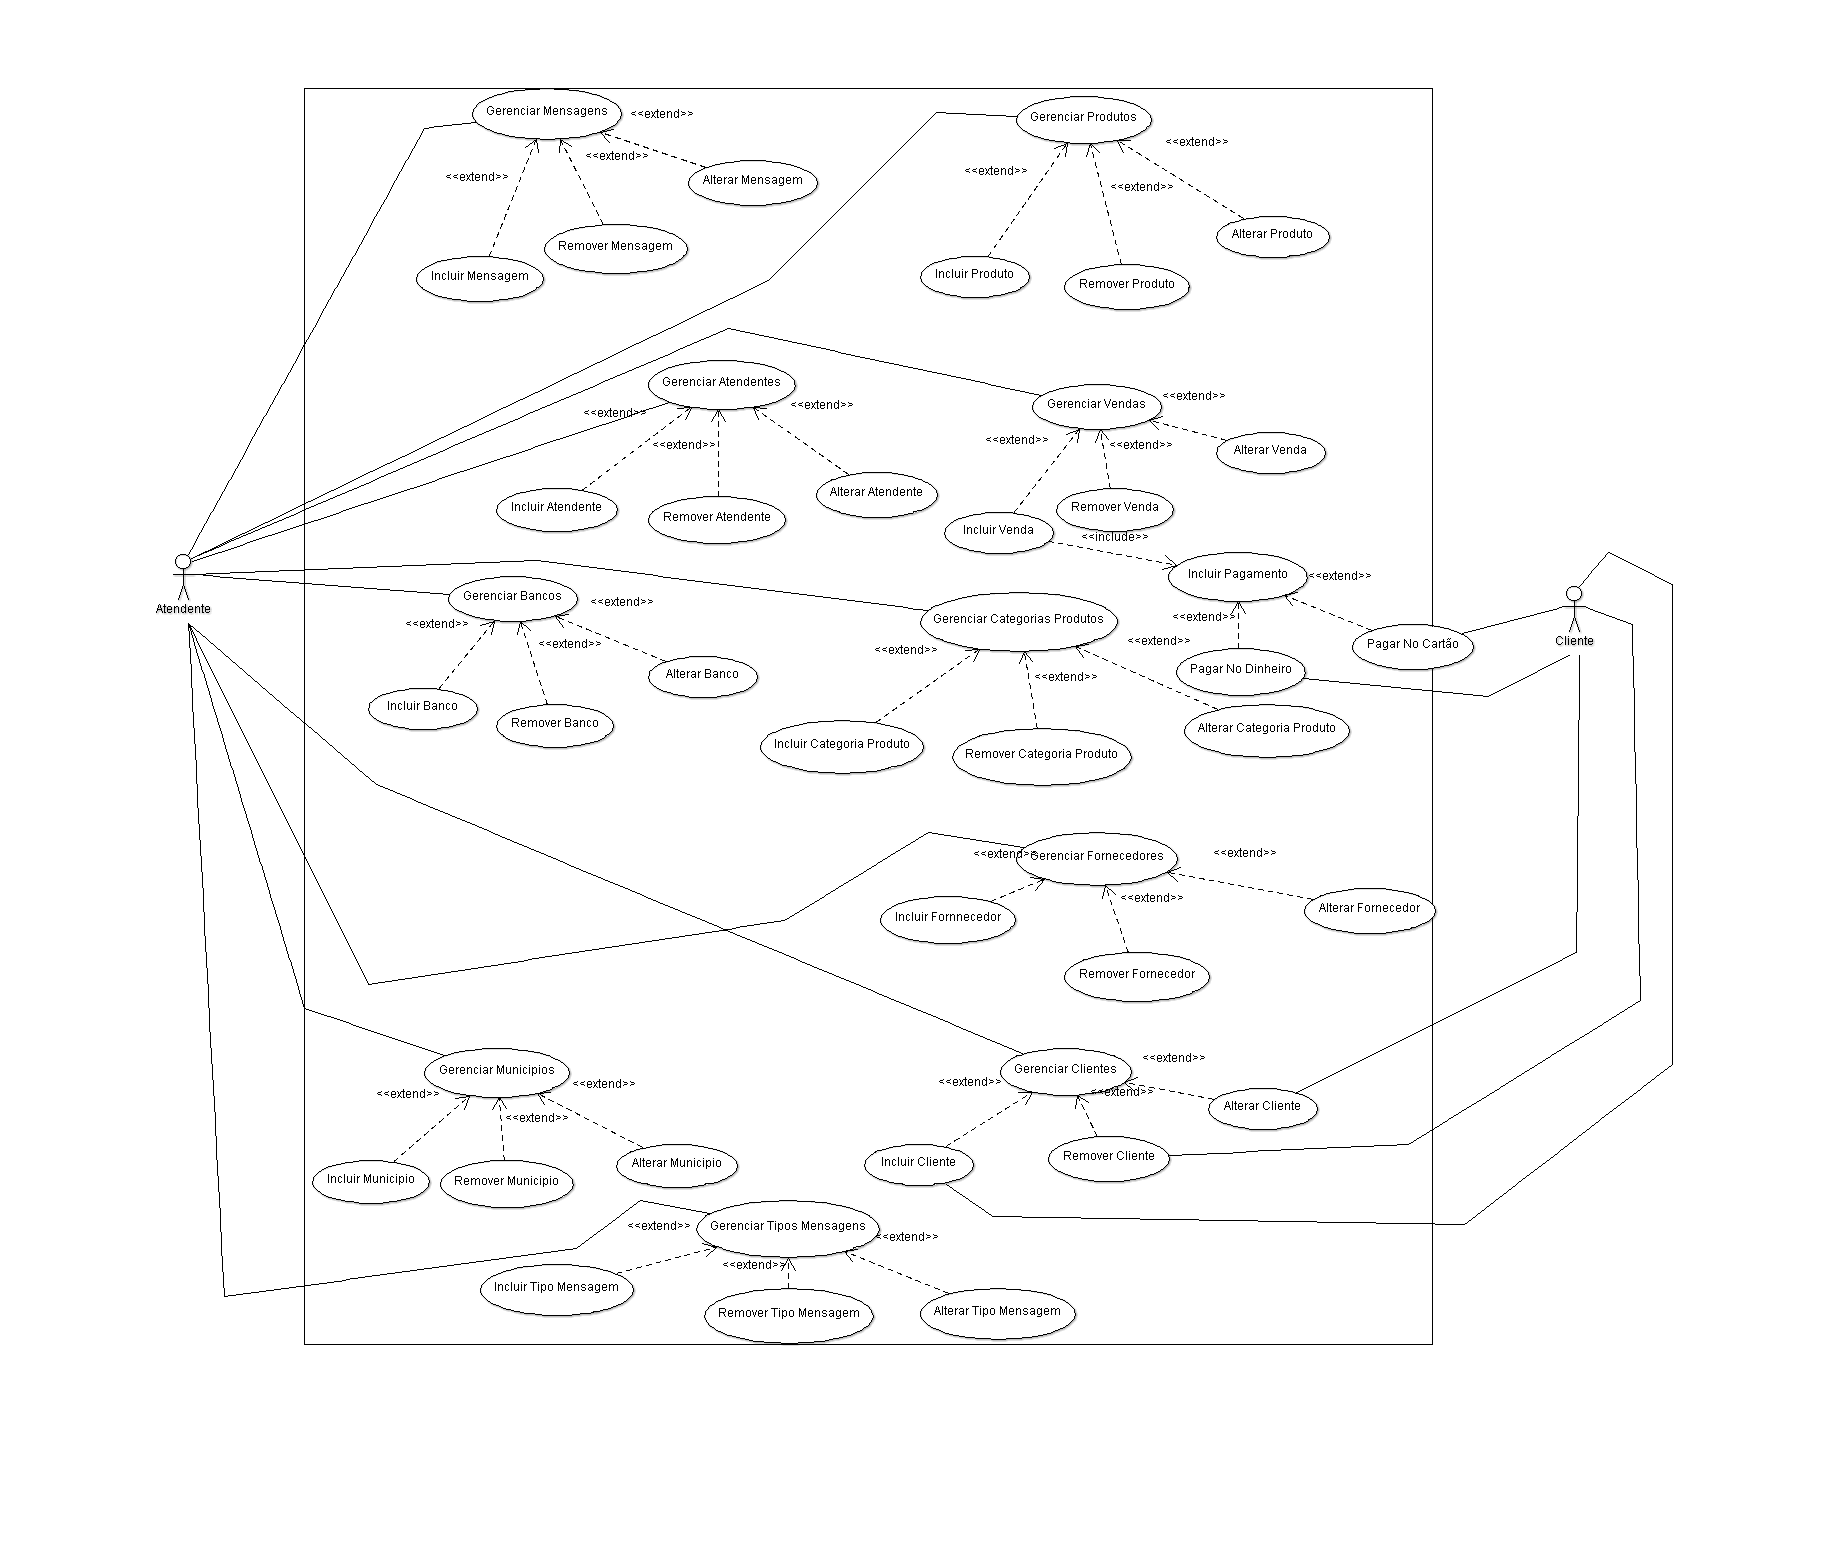 Gerenciar Mensagens
<<extend>>
<<extend>>
<<extend>>
Alterar Mensagem
Remover Mensagem
Incluir Mensagem
Gerenciar Produtos
<<extend>>
<<extend>>
<<extend>>
Alterar Produto
Incluir Produto
Remover Produto
Gerenciar Atendentes
<<extend>>
<<extend>>
<<extend>>
Alterar Atendente
Incluir Atendente
Remover Atendente
Gerenciar Vendas
<<extend>>
<<extend>>
<<extend>>
Alterar Venda
Remover Venda
Incluir Venda
<<include>>
Incluir Pagamento
<<extend>>
<<extend>>
Pagar No Cartão
Pagar No Dinheiro
Atendente
Cliente
Gerenciar Bancos
<<extend>>
<<extend>>
<<extend>>
Alterar Banco
Incluir Banco
Remover Banco
Gerenciar Categorias Produtos
<<extend>>
<<extend>>
<<extend>>
Alterar Categoria Produto
Incluir Categoria Produto
Remover Categoria Produto
<<extend>>
Gerenciar Fornecedores
<<extend>>
<<extend>>
Alterar Fornecedor
Incluir Fornnecedor
Remover Fornecedor
Gerenciar Municipios
<<extend>>
<<extend>>
<<extend>>
Alterar Municipio
Incluir Municipio
Remover Municipio
Gerenciar Clientes
<<extend>>
<<extend>>
<<extend>>
Alterar Cliente
Remover Cliente
Incluir Cliente
Gerenciar Tipos Mensagens
<<extend>>
<<extend>>
<<extend>>
Incluir Tipo Mensagem
Remover Tipo Mensagem
Alterar Tipo Mensagem